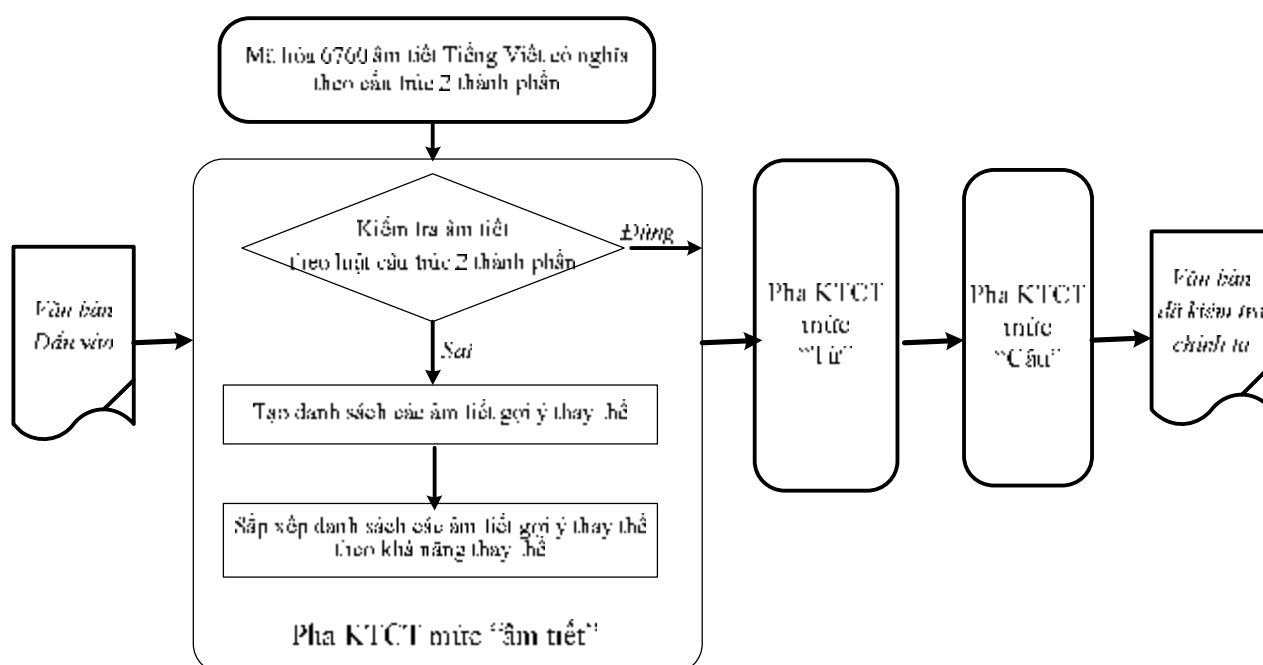 Mã hóa 6760 âm tiết Tiếng Việt có nghĩa
theo cấu trúc 2 thành phần
Kiểm tra âm tiết
theo luật cấu trúc 2 thành phần
Đúng
Sai
Văn bản
Đầu vào
Tạo danh sách các âm tiết gợi ý thay thế
Sắp xếp danh sách các âm tiết gợi ý thay thế
theo khả năng thay thế
Pha KTCT mức “âm tiết”
Pha KTCT
mức
“Từ”
Pha KTCT
mức
“Câu”
Văn bản
đã kiểm tra
chính tả